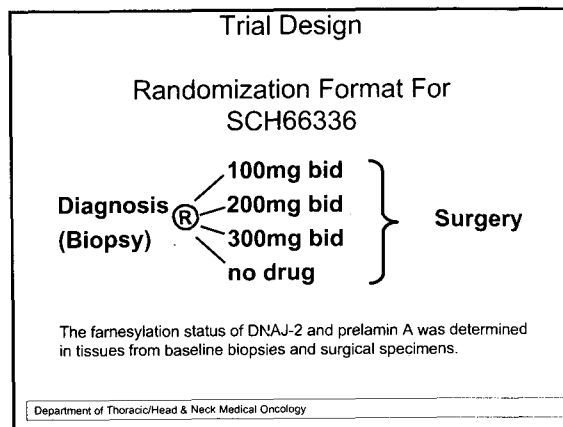 Trial Design
Randomization Format For
SCH66336
100mg bid
Diagnosis
200mg bid
R
(Biopsy)
300mg bid
no drug
Surgery
The farnesylation status of DNAJ-2 and prelamin A was determined
in tissues from baseline biopsies and surgical specimens.
Department of Thoracic/Head & Neck Medical Oncology